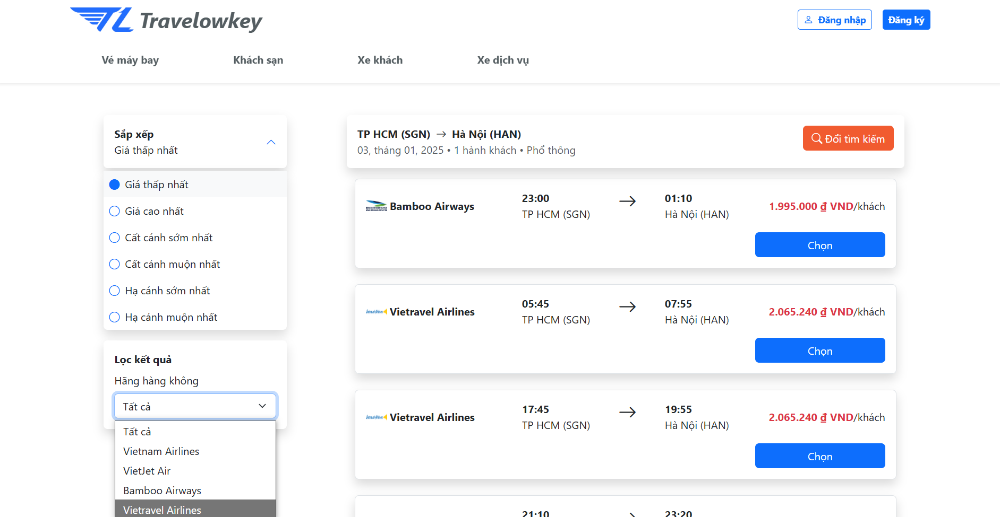 Travelowkey
Đăng nhập
Đăng ký
Vé máy bay
Khách sạn
Xe khách
Xe dịch vụ
Sắp xếp
Giá thấp nhất
Giá thấp nhất
Giá cao nhất
Cất cánh sớm nhất
Cất cánh muộn nhất
Hạ cánh sớm nhất
Hạ cánh muộn nhất
Lọc kết quả
Hãng hàng không
Tất cả
Tất cả
Vietnam Airlines
VietJet Air
Bamboo Airways
Vietravel Airlines
TP HCM (SGN) → Hà Nội (HAN)
03, tháng 01, 2025 • 1 hành khách • Phổ thông
Đổi tìm kiếm
BAMBOO AIRWAYS
Bamboo Airways
23:00 → 01:10
TP HCM (SGN) Hà Nội (HAN)
1.995.000 ₫ VND/khách
Chọn
Vietravel Airlines
05:45 → 07:55
TP HCM (SGN) Hà Nội (HAN)
2.065.240 ₫ VND/khách
Chọn
Vietravel Airlines
17:45 → 19:55
TP HCM (SGN) Hà Nội (HAN)
2.065.240 ₫ VND/khách
Chọn
21:10 23:20